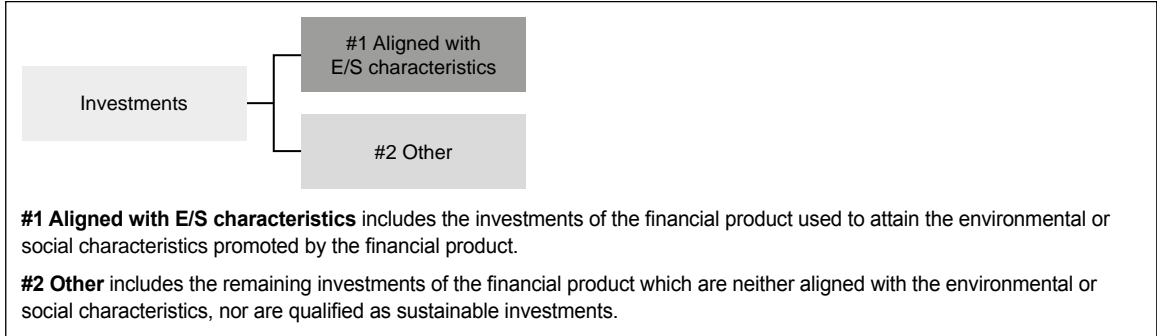 #1 Aligned with
E/S characteristics
Investments
#2 Other
#1 Aligned with E/S characteristics includes the investments of the financial product used to attain the environmental or
social characteristics promoted by the financial product.
#2 Other includes the remaining investments of the financial product which are neither aligned with the environmental or
social characteristics, nor are qualified as sustainable investments.